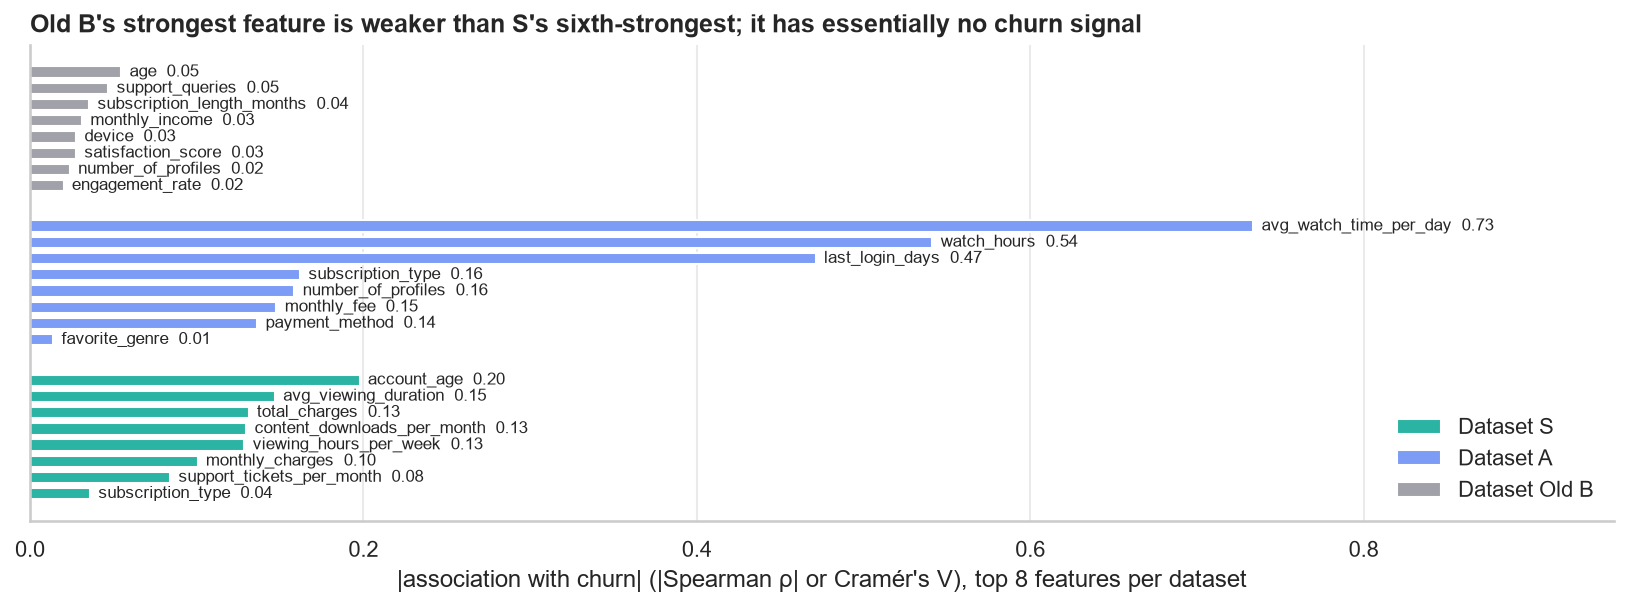 Old B's strongest feature is weaker than S's sixth-strongest; it has essentially no churn signal
age 0.05
support_queries 0.05
subscription_length_months 0.04
monthly_income 0.03
device 0.03
satisfaction_score 0.03
number_of_profiles 0.02
engagement_rate 0.02
avg_watch_time_per_day 0.73
watch_hours 0.54
last_login_days 0.47
subscription_type 0.16
number_of_profiles 0.16
monthly_fee 0.15
payment_method 0.14
favorite_genre 0.01
account_age 0.20
avg_viewing_duration 0.15
total_charges 0.13
content_downloads_per_month 0.13
viewing_hours_per_week 0.13
monthly_charges 0.10
support_tickets_per_month 0.08
subscription_type 0.04
Dataset S
Dataset A
Dataset Old B
0.0 0.2 0.4 0.6 0.8
|association with churn| (|Spearman ρ| or Cramér's V), top 8 features per dataset